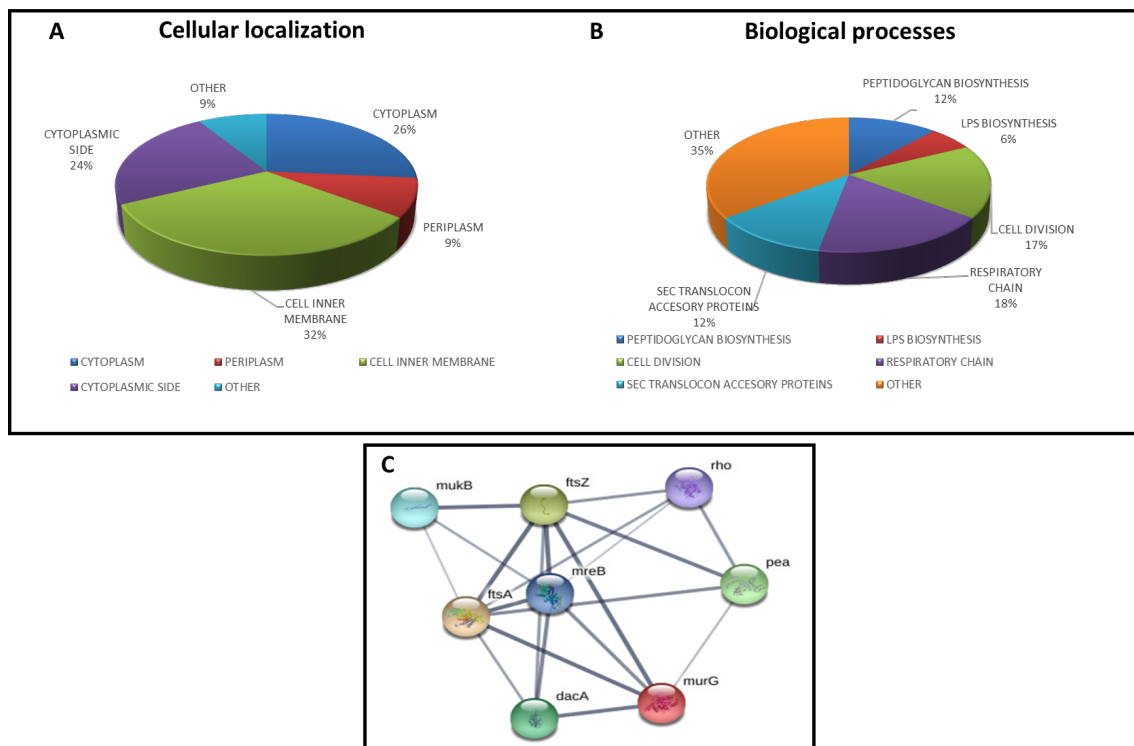 A
Cellular localization
OTHER
9%
CYTOPLASM
26%
CYTOPLASMIC
SIDE
24%
PERIPLASM
9%
CELL INNER
MEMBRANE
32%
CYTOPLASM
PERIPLASM
CELL INNER MEMBRANE
CYTOPLASMIC SIDE
OTHER
B
Biological processes
PEPTIDOGLYCAN BIOSYNTHESIS
12%
LPS BIOSYNTHESIS
6%
OTHER
35%
CELL DIVISION
17%
RESPIRATORY
CHAIN
18%
SEC TRANSLOCON
ACCESORY PROTEINS
12%
PEPTIDOGLYCAN BIOSYNTHESIS
LPS BIOSYNTHESIS
CELL DIVISION
RESPIRATORY CHAIN
SEC TRANSLOCON ACCESORY PROTEINS
OTHER
C
mukB
ftsZ
rho
mreB
pea
ftsA
murG
dacA